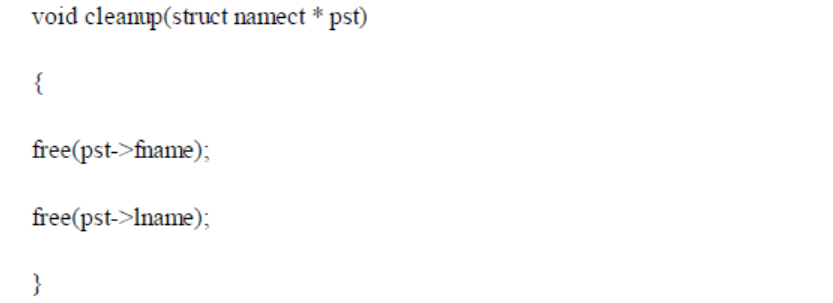 void cleanup(struct namect * pst)
{
free(pst->fname);
free(pst->lname);
}